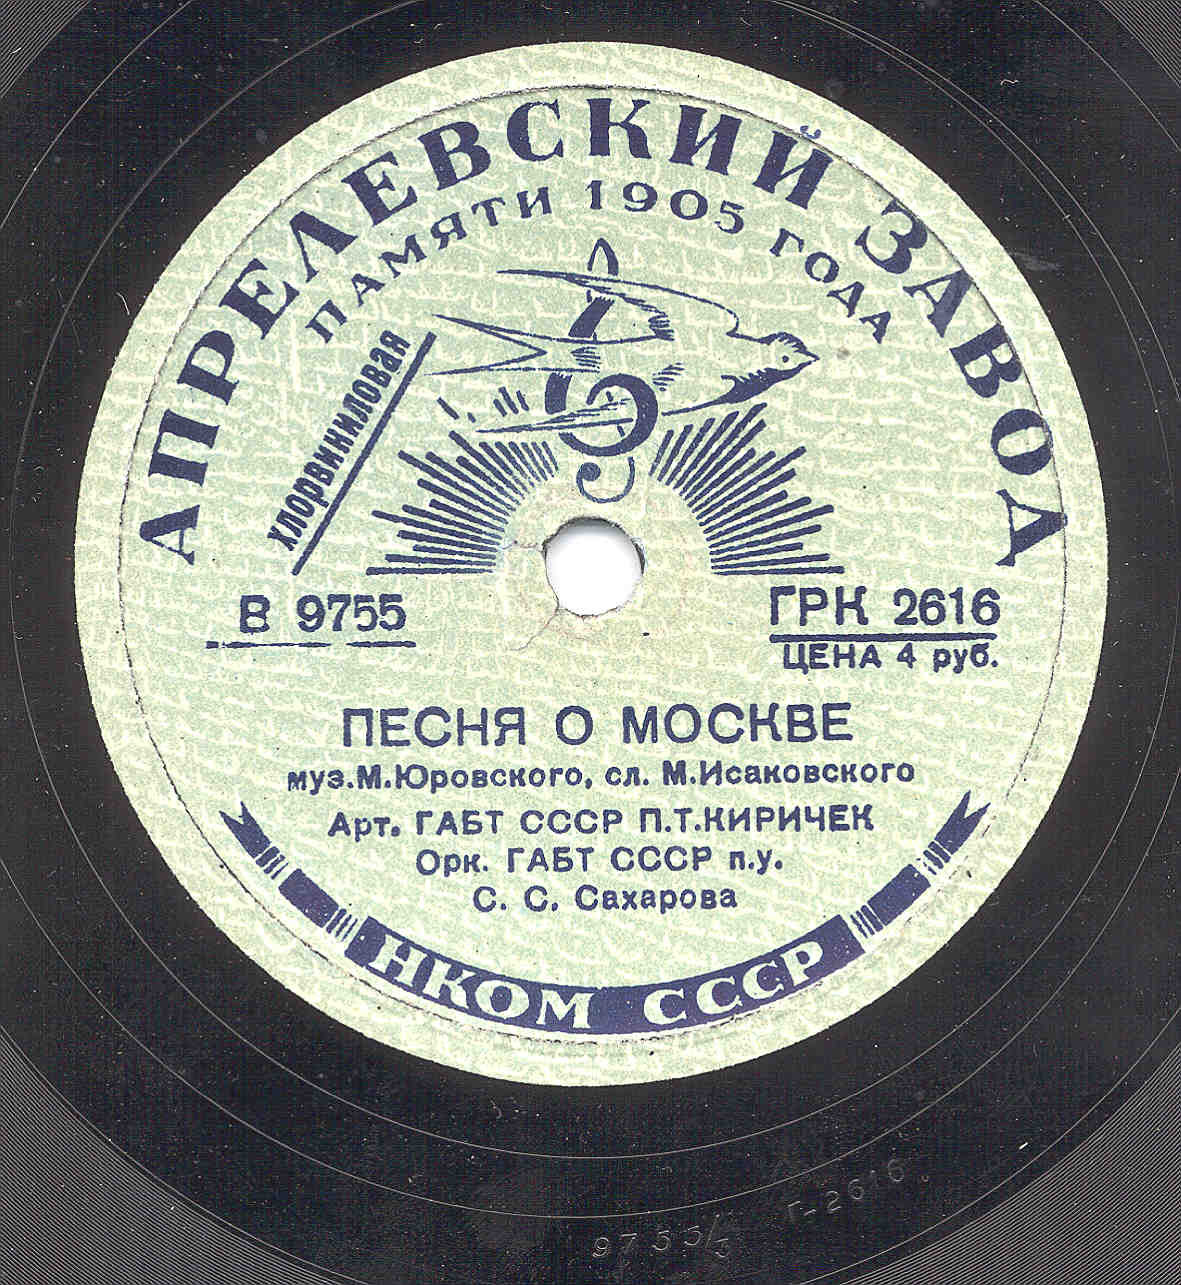 АПРЕЛЕВСКИЙ ЗАВОД
ПАМЯТИ 1905 ГОДА
хлорвиниловая
В 9755
ГРК 2616
ЦЕНА 4 руб.
ПЕСНЯ О МОСКВЕ
муз.М.Юровского, сл. М.Исаковского
Арт. ГАБТ СССР П.Т.КИРИЧЕК
Орк. ГАБТ СССР п.у.
С. С. Сахарова
НКОМ СССР
9755/3 Г-2616